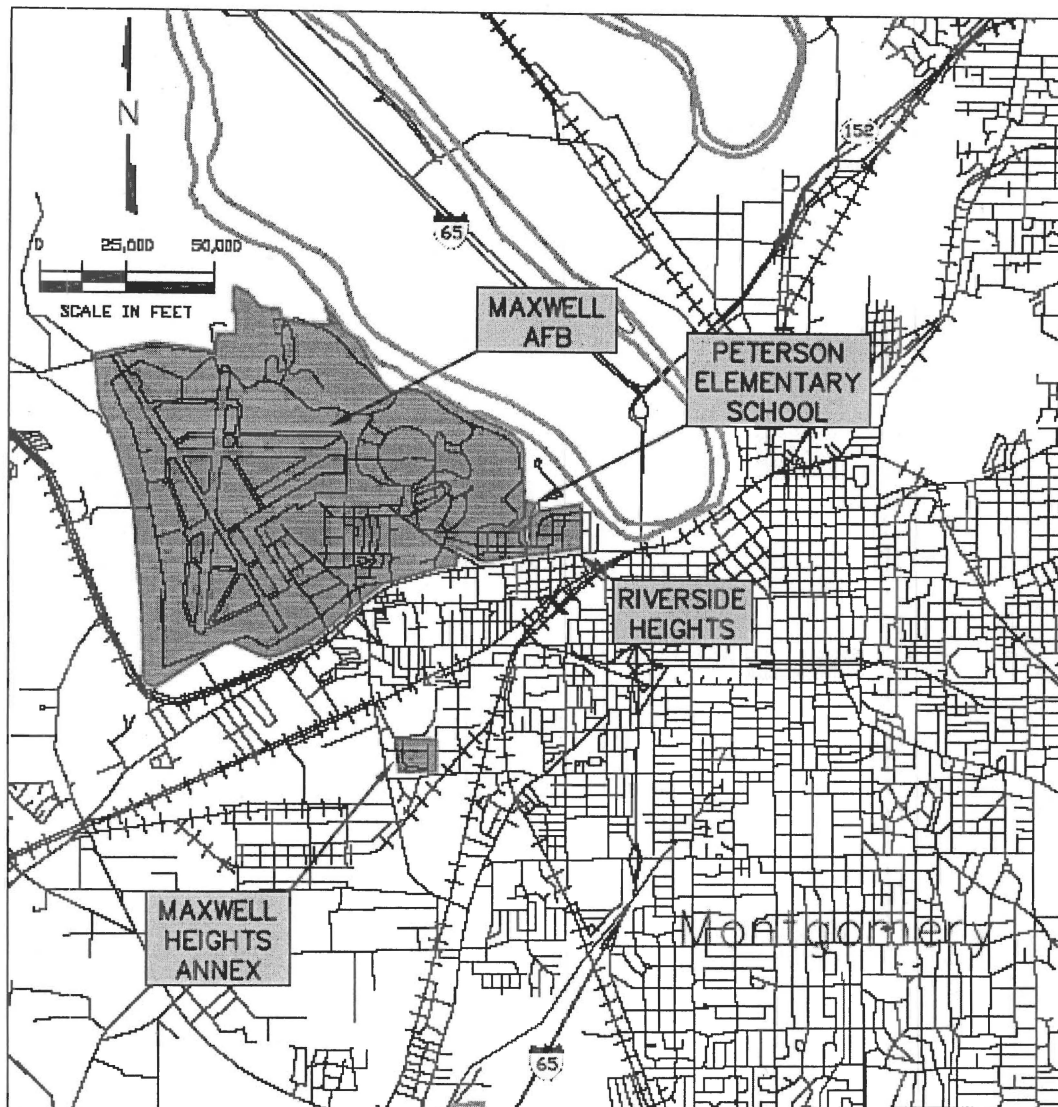 N
152
65
0 25,000 50,000
SCALE IN FEET
MAXWELL
AFB
PETERSON
ELEMENTARY
SCHOOL
RIVERSIDE
HEIGHTS
MAXWELL
HEIGHTS
ANNEX
Montgomery
65